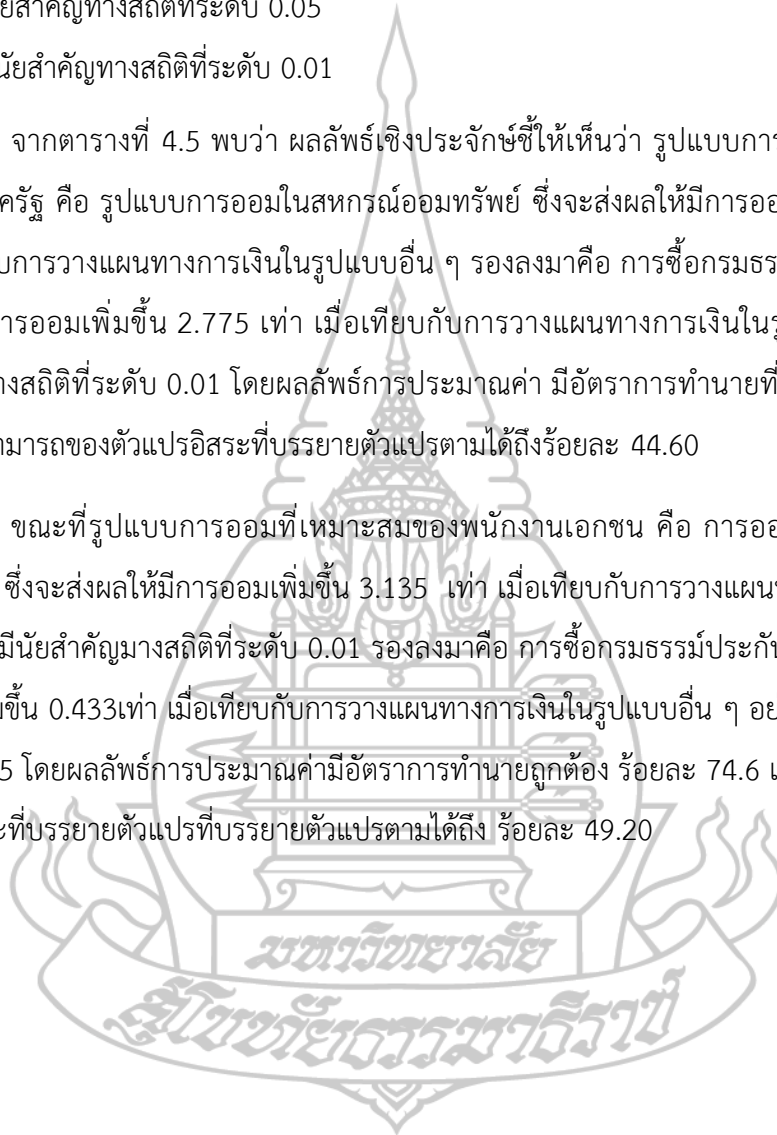 ยสำคัญทางสถิติที่ระดับ 0.05
นัยสำคัญทางสถิติที่ระดับ 0.01
จากตารางที่ 4.5 พบว่า ผลลัพธ์เชิงประจักษ์ชี้ให้เห็นว่า รูปแบบการ
ครัฐ คือ รูปแบบการออมในสหกรณ์ออมทรัพย์ ซึ่งจะส่งผลให้มีการออ
บการวางแผนทางการเงินในรูปแบบอื่น ๆ รองลงมาคือ การซื้อกรมธร
ารออมเพิ่มขึ้น 2.775 เท่า เมื่อเทียบกับการวางแผนทางการเงินในรู
างสถิติที่ระดับ 0.01 โดยผลลัพธ์การประมาณค่า มีอัตราการทำนายที่
ามารถของตัวแปรอิสระที่บรรยายตัวแปรตามได้ถึงร้อยละ 44.60
ขณะที่รูปแบบการออมที่เหมาะสมของพนักงานเอกชน คือ การออ
ซึ่งจะส่งผลให้มีการออมเพิ่มขึ้น 3.135 เท่า เมื่อเทียบกับการวางแผน
มีนัยสำคัญมางสถิติที่ระดับ 0.01 รองลงมาคือ การซื้อกรมธรรม์ประกั
มขึ้น 0.433เท่า เมื่อเทียบกับการวางแผนทางการเงินในรูปแบบอื่น ๆ อย
5 โดยผลลัพธ์การประมาณค่ามีอัตราการทำนายถูกต้อง ร้อยละ 74.6 แ
ะที่บรรยายตัวแปรที่บรรยายตัวแปรตามได้ถึง ร้อยละ 49.20
มหาวิทยาลัย
สุโขทัยธรรมาธิราช